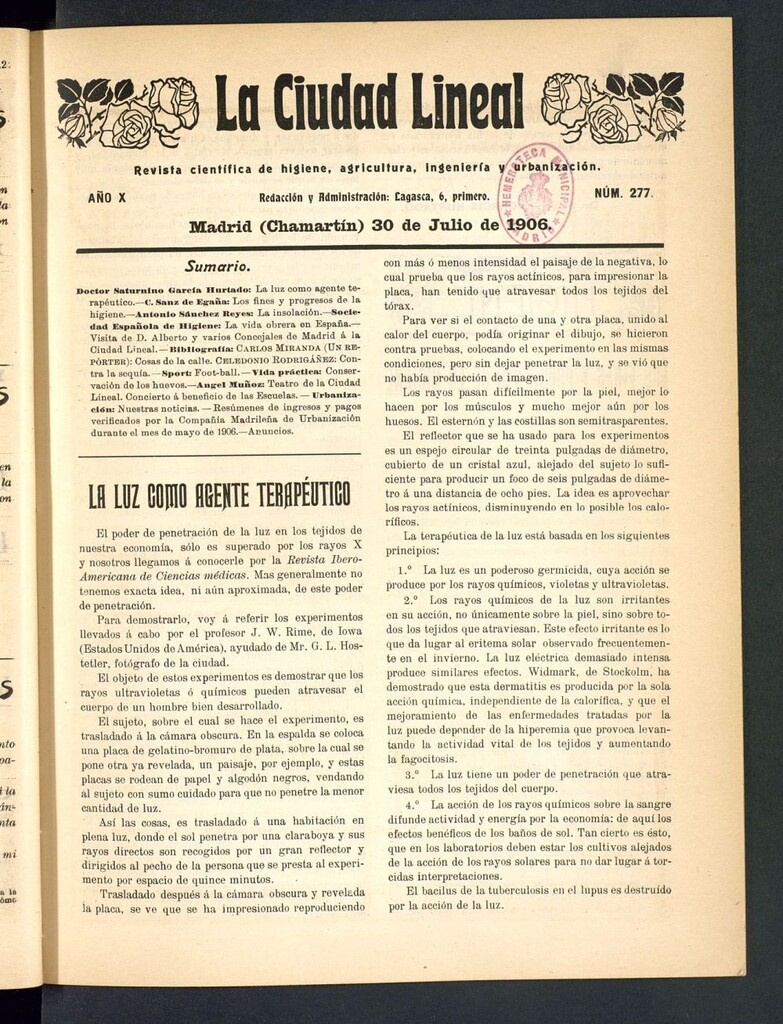 La Ciudad Lineal
Revista científica de higiene, agricultura, ingeniería y urbanización.
AÑO X
Redacción y Administración: Lagasca, 6, primero.
NÚM. 277.
Madrid (Chamartín) 30 de Julio de 1906.
HEMEROTECA MUNICIPAL
MADRID
Sumario.
Doctor Saturnino García Hurtado: La luz como agente te-
rapéutico.—C. Sanz de Egaña: Los fines y progresos de la
higiene.—Antonio Sánchez Reyes: La insolación.—Socie-
dad Española de Higiene: La vida obrera en España.—
Visita de D. Alberto y varios Concejales de Madrid á la
Ciudad Lineal.—Bibliografía: CARLOS MIRANDA (UN RE-
PÓRTER): Cosas de la calle. CELEDONIO RODRIGÁÑEZ: Con-
tra la sequía.—Sport: Foot-ball.—Vida práctica: Conser-
vación de los huevos.—Angel Muñoz: Teatro de la Ciudad
Lineal. Concierto á beneficio de las Escuelas.—Urbaniza-
ción: Nuestras noticias.—Resúmenes de ingresos y pagos
verificados por la Compañía Madrileña de Urbanización
durante el mes de mayo de 1906.—Anuncios.
LA LUZ COMO AGENTE TERAPÉUTICO
El poder de penetración de la luz en los tejidos de
nuestra economía, sólo es superado por los rayos X
y nosotros llegamos á conocerle por la Revista Ibero-
Americana de Ciencias médicas. Mas generalmente no
tenemos exacta idea, ni aún aproximada, de este poder
de penetración.
Para demostrarlo, voy á referir los experimentos
llevados á cabo por el profesor J. W. Rime, de Iowa
(Estados Unidos de América), ayudado de Mr. G. L. Hos-
tetler, fotógrafo de la ciudad.
El objeto de estos experimentos es demostrar que los
rayos ultravioletas ó químicos pueden atravesar el
cuerpo de un hombre bien desarrollado.
El sujeto, sobre el cual se hace el experimento, es
trasladado á la cámara obscura. En la espalda se coloca
una placa de gelatino-bromuro de plata, sobre la cual se
pone otra ya revelada, un paisaje, por ejemplo, y estas
placas se rodean de papel y algodón negros, vendando
al sujeto con sumo cuidado para que no penetre la menor
cantidad de luz.
Así las cosas, es trasladado á una habitación en
plena luz, donde el sol penetra por una claraboya y sus
rayos directos son recogidos por un gran reflector y
dirigidos al pecho de la persona que se presta al experi-
mento por espacio de quince minutos.
Trasladado después á la cámara obscura y revelada
la placa, se ve que se ha impresionado reproduciendo
con más ó menos intensidad el paisaje de la negativa, lo
cual prueba que los rayos actínicos, para impresionar la
placa, han tenido que atravesar todos los tejidos del
tórax.
Para ver si el contacto de una y otra placa, unido al
calor del cuerpo, podía originar el dibujo, se hicieron
contra pruebas, colocando el experimento en las mismas
condiciones, pero sin dejar penetrar la luz, y se vió que
no había producción de imagen.
Los rayos pasan difícilmente por la piel, mejor lo
hacen por los músculos y mucho mejor aún por los
huesos. El esternón y las costillas son semitrasparentes.
El reflector que se ha usado para los experimentos
es un espejo circular de treinta pulgadas de diámetro,
cubierto de un cristal azul, alejado del sujeto lo sufi-
ciente para producir un foco de seis pulgadas de diáme-
tro á una distancia de ocho pies. La idea es aprovechar
los rayos actínicos, disminuyendo en lo posible los calo-
ríficos.
La terapéutica de la luz está basada en los siguientes
principios:
1.º La luz es un poderoso germicida, cuya acción se
produce por los rayos químicos, violetas y ultravioletas.
2.º Los rayos químicos de la luz son irritantes
en su acción, no únicamente sobre la piel, sino sobre to-
dos los tejidos que atraviesan. Este efecto irritante es lo
que da lugar al eritema solar observado frecuentemen-
te en el invierno. La luz eléctrica demasiado intensa
produce similares efectos. Widmark, de Stockolm, ha
demostrado que esta dermatitis es producida por la sola
acción química, independiente de la calorífica, y que el
mejoramiento de las enfermedades tratadas por la
luz puede depender de la hiperemia que provoca levan-
tando la actividad vital de los tejidos y aumentando
la fagocitosis.
3.º La luz tiene un poder de penetración que atra-
viesa todos los tejidos del cuerpo.
4.º La acción de los rayos químicos sobre la sangre
difunde actividad y energía por la economía: de aquí los
efectos benéficos de los baños de sol. Tan cierto es ésto,
que en los laboratorios deben estar los cultivos alejados
de la acción de los rayos solares para no dar lugar á tor-
cidas interpretaciones.
El bacilus de la tuberculosis en el lupus es destruído
por la acción de la luz.